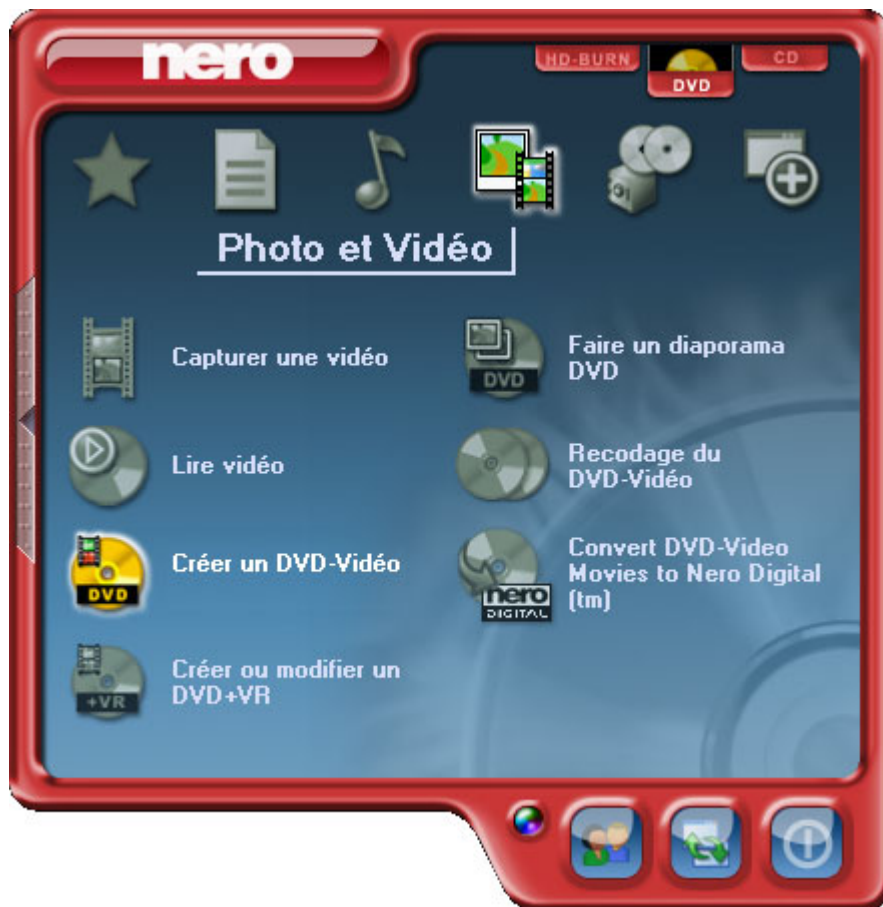 nero
HD-BURN
DVD
CD
Photo et Vidéo
Capturer une vidéo
Faire un diaporama
DVD
DVD
Lire vidéo
Recodage du
DVD-Vidéo
Créer un DVD-Vidéo
DVD
Convert DVD-Video
Movies to Nero Digital
(tm)
nero
DIGITAL
Créer ou modifier un
DVD+VR
+VR